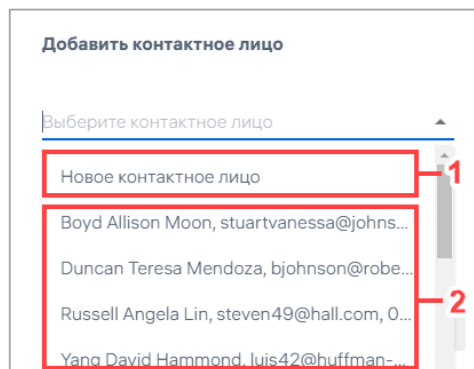 Добавить контактное лицо
Выберите контактное лицо
Новое контактное лицо
1
Boyd Allison Moon, stuartvanessa@johns...
Duncan Teresa Mendoza, bjohnson@robe...
Russell Angela Lin, steven49@hall.com, 0...
2
Yang David Hammond, luis42@huffman-...